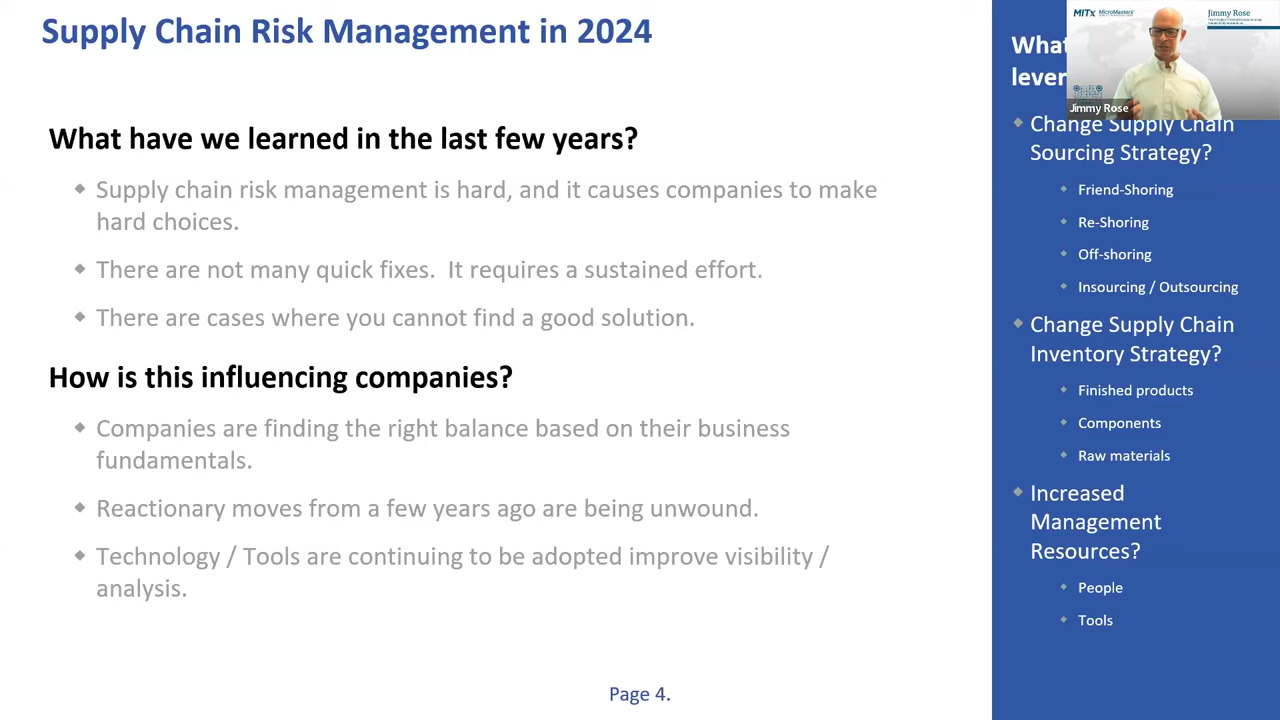 Supply Chain Risk Management in 2024
What have we learned in the last few years?
Supply chain risk management is hard, and it causes companies to make
hard choices.
There are not many quick fixes. It requires a sustained effort.
There are cases where you cannot find a good solution.
How is this influencing companies?
Companies are finding the right balance based on their business
fundamentals.
Reactionary moves from a few years ago are being unwound.
Technology / Tools are continuing to be adopted improve visibility /
analysis.
Page 4.
MITx MicroMasters
Jimmy Rose
Jimmy Rose
What
lever
Change Supply Chain
Sourcing Strategy?
Friend-Shoring
Re-Shoring
Off-shoring
Insourcing / Outsourcing
Change Supply Chain
Inventory Strategy?
Finished products
Components
Raw materials
Increased
Management
Resources?
People
Tools